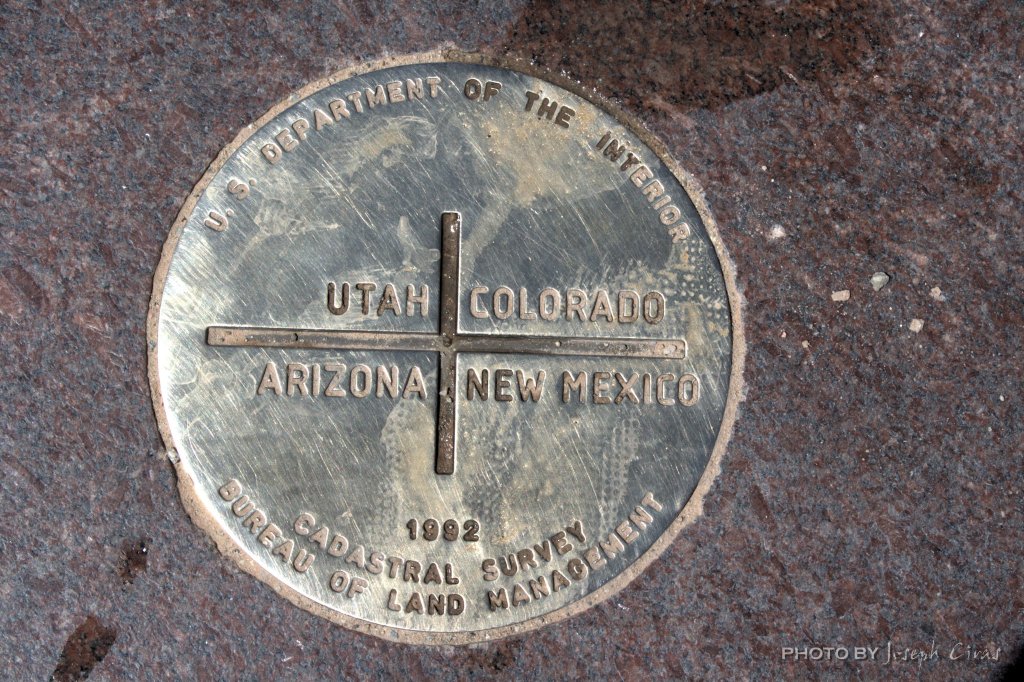 U. S. DEPARTMENT OF THE INTERIOR
UTAH COLORADO
ARIZONA NEW MEXICO
1992
CADASTRAL SURVEY
BUREAU OF LAND MANAGEMENT
PHOTO BY Joseph Ciras